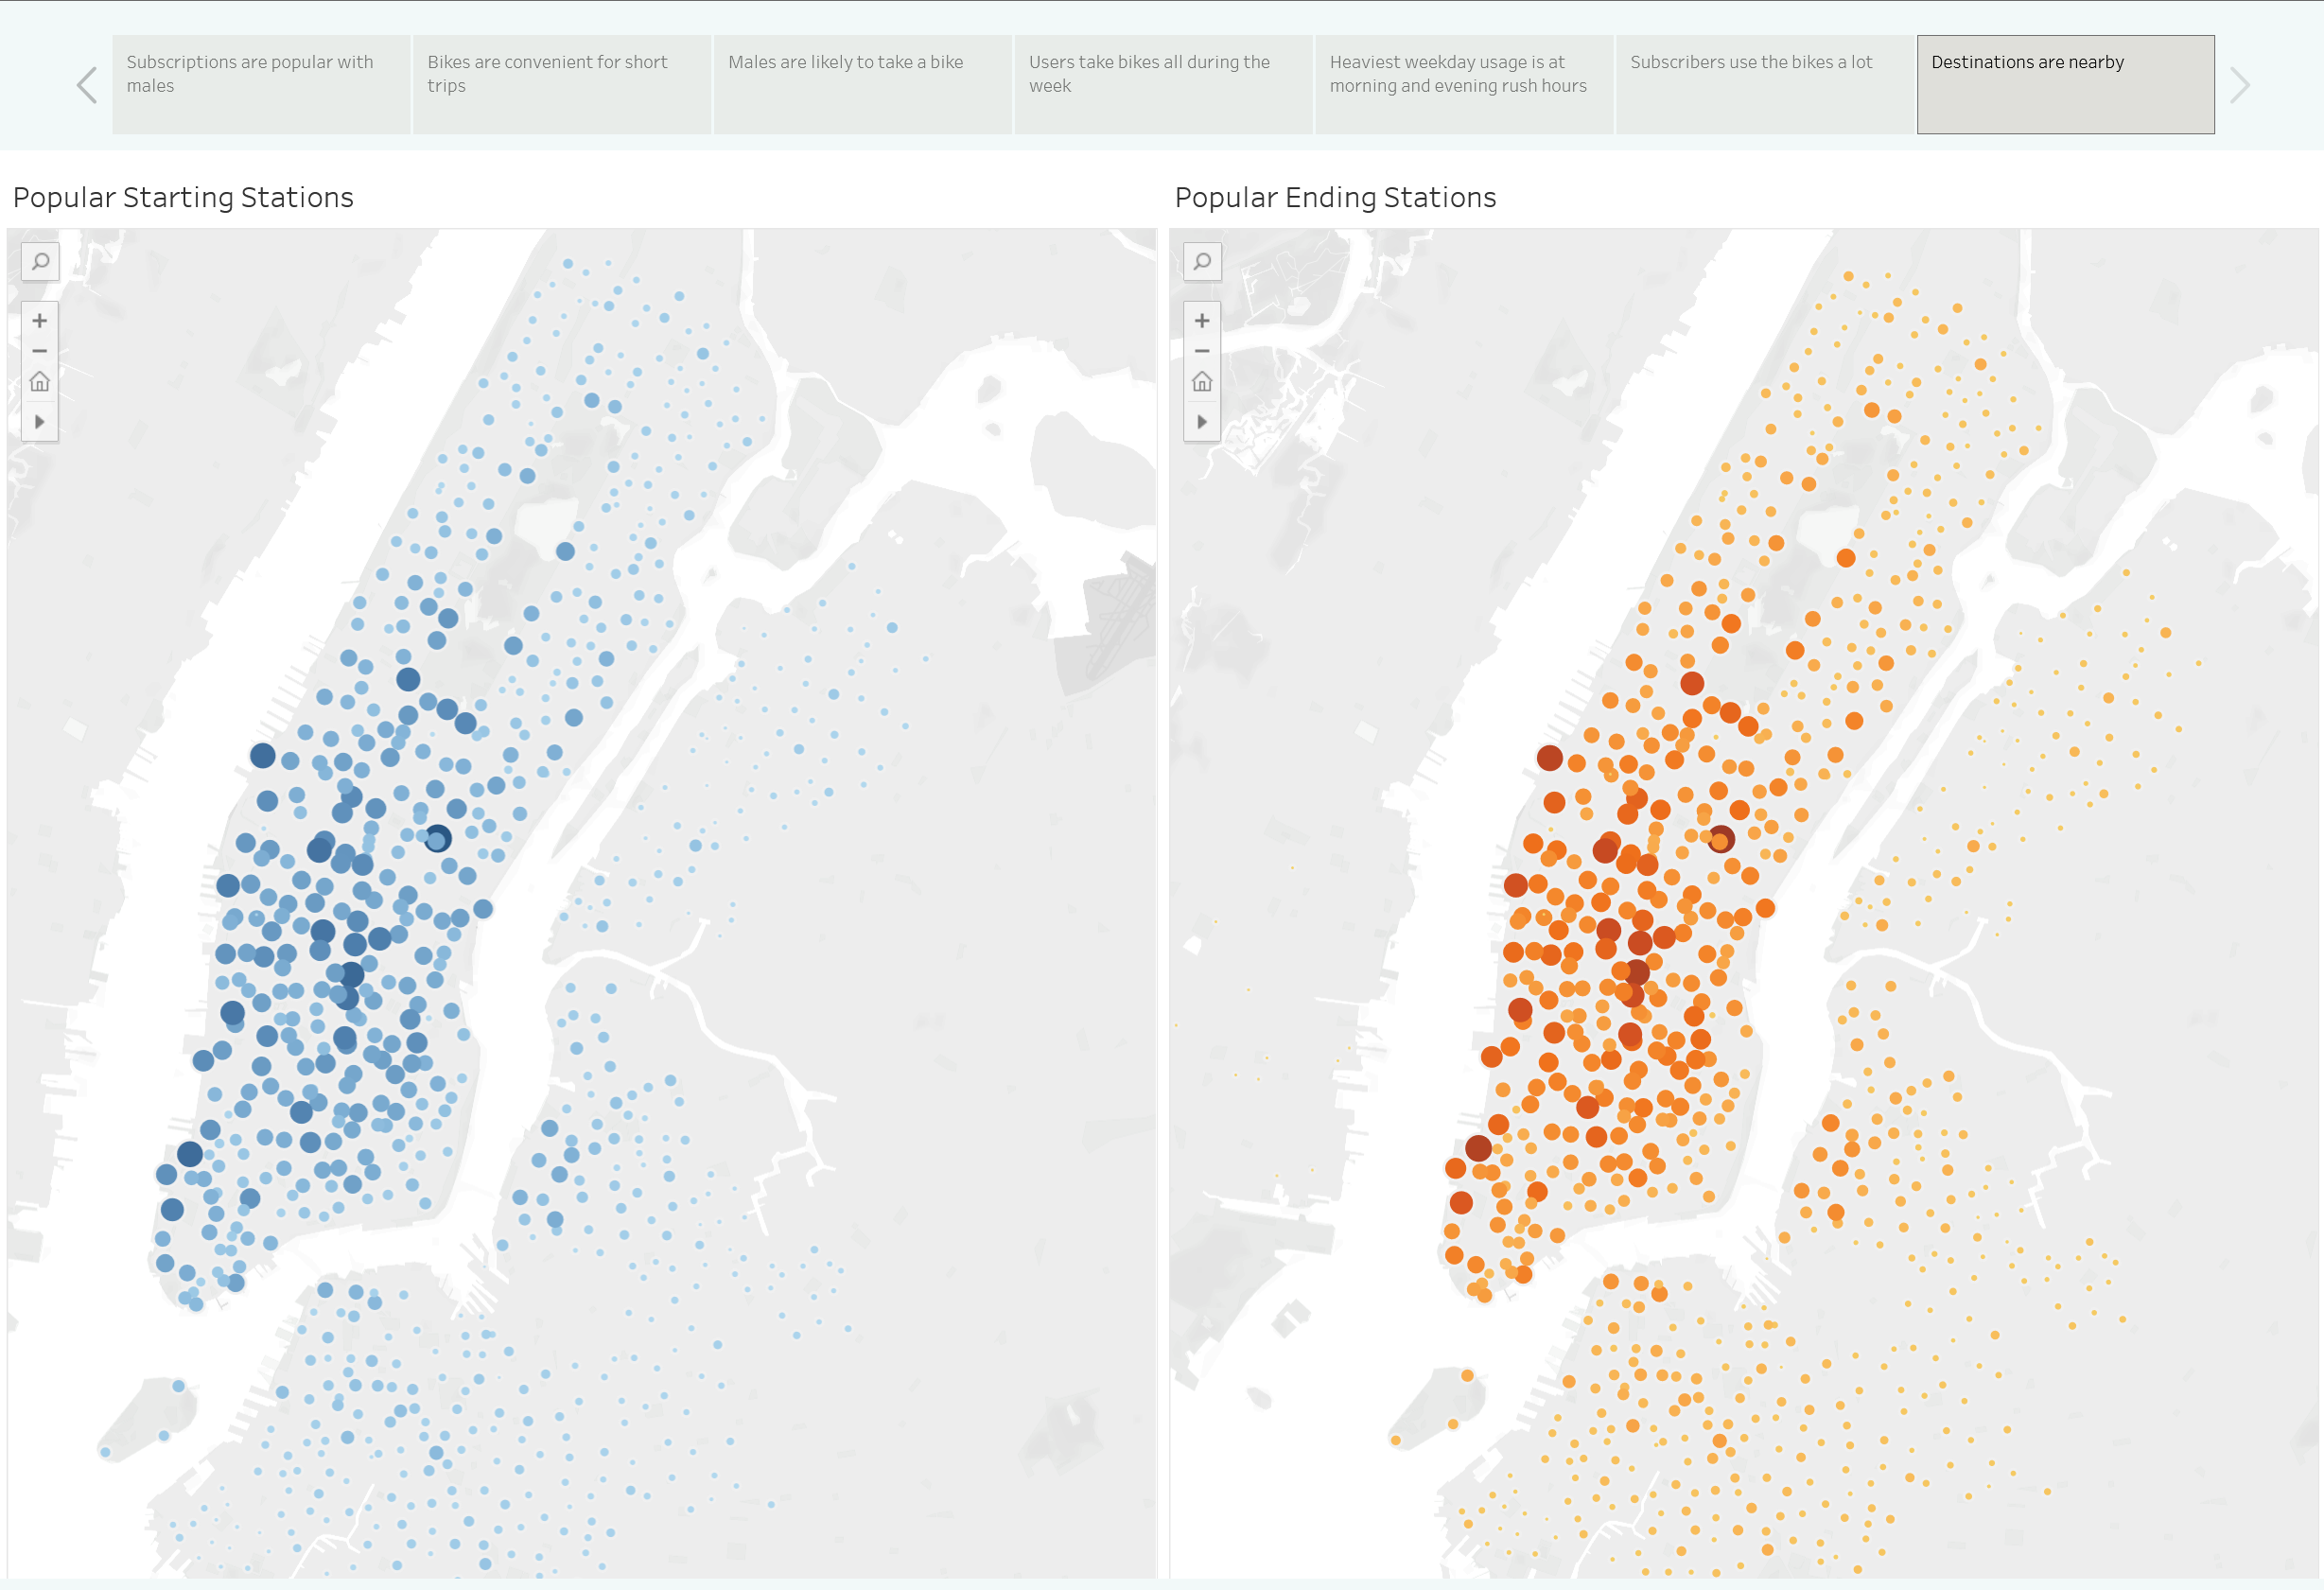 Subscriptions are popular with
males
Bikes are convenient for short
trips
Males are likely to take a bike
Users take bikes all during the
week
Heaviest weekday usage is at
morning and evening rush hours
Subscribers use the bikes a lot
Destinations are nearby
Popular Starting Stations
Popular Ending Stations